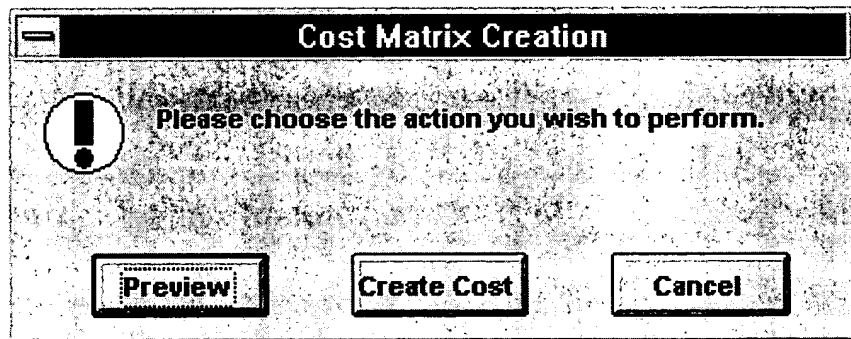 Cost Matrix Creation
Please choose the action you wish to perform.
Preview
Create Cost
Cancel